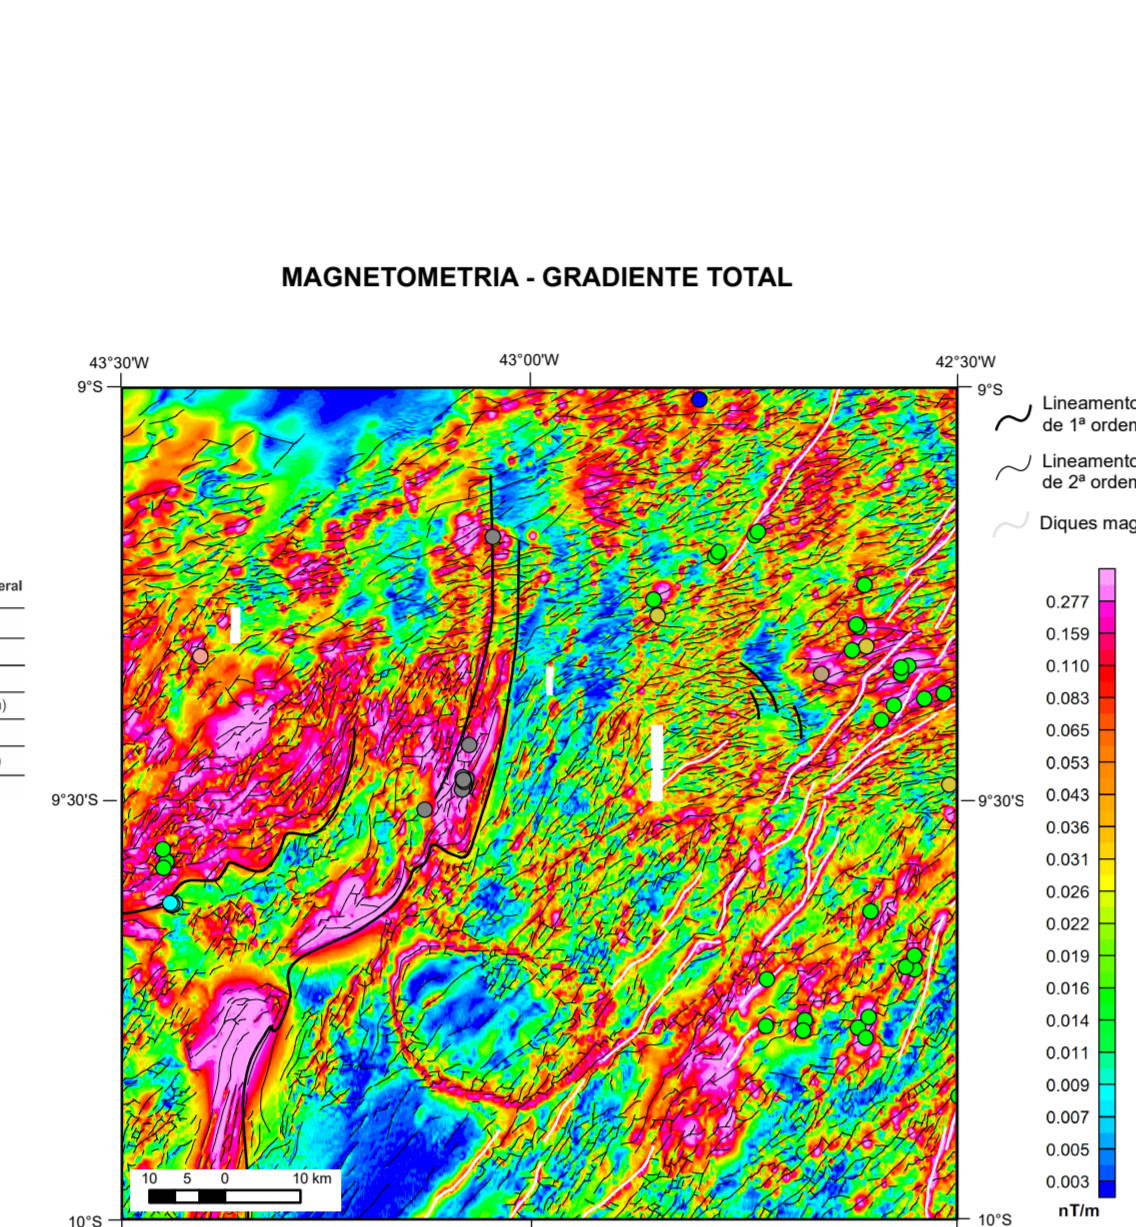 MAGNETOMETRIA - GRADIENTE TOTAL
43°30'W 43°00'W 42°30'W
9°S 9°S
Lineamento
de 1ª ordem
Lineamento
de 2ª ordem
Diques mag
eral
0.277
0.159
0.110
0.083
0.065
0.053
9°30'S 9°30'S
0.043
0.036
0.031
0.026
0.022
0.019
0.016
0.014
0.011
0.009
0.007
0.005
0.003
nT/m
10 5 0 10 km
10°S 10°S